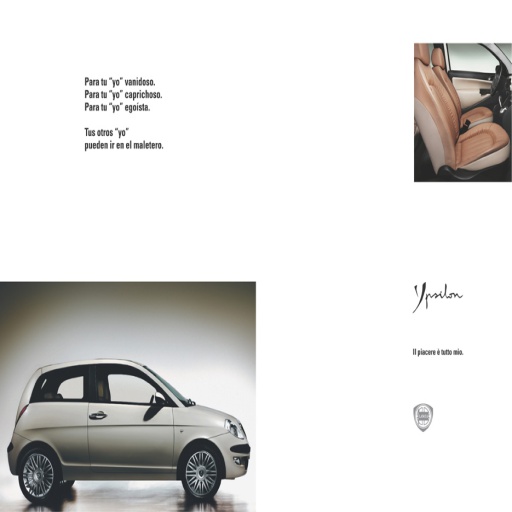 Para tu "yo" vanidoso.
Para tu "yo" caprichoso.
Para tu "yo" egoista.
Tus otros "yo"
pueden ir en el maletero.
Ypsilon
Il piacere è tutto mio.